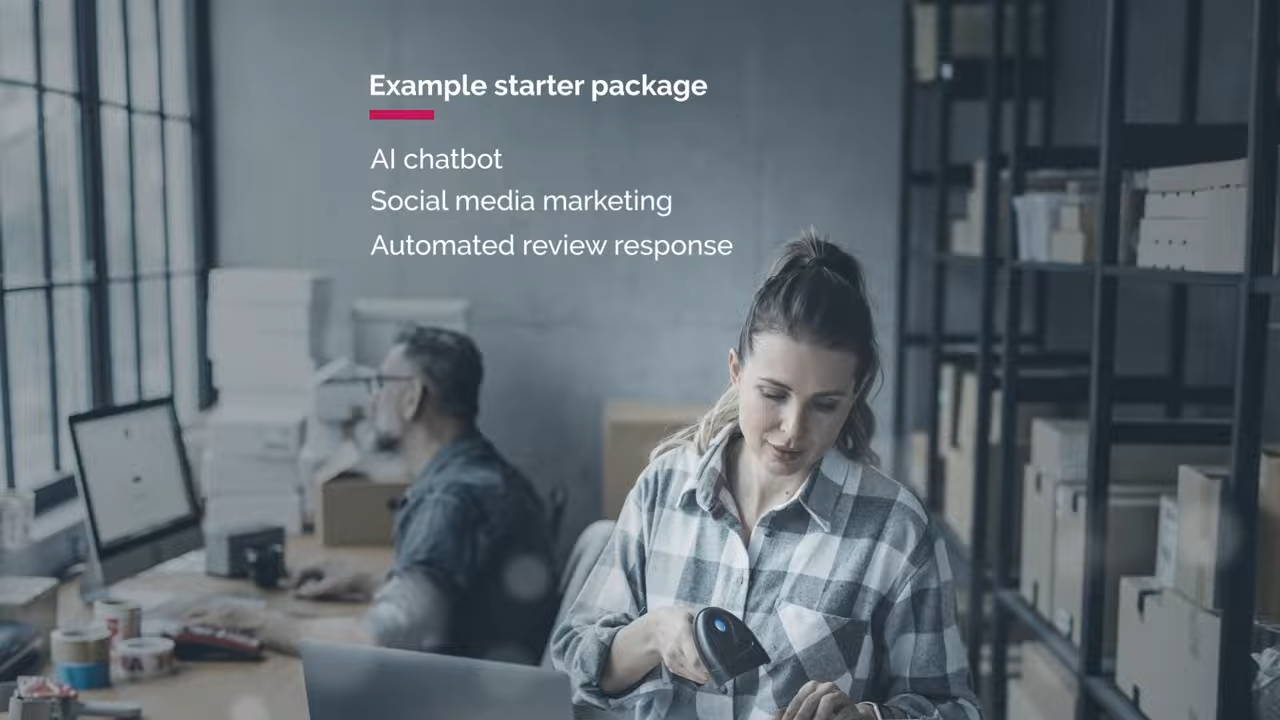 Example starter package
AI chatbot
Social media marketing
Automated review response